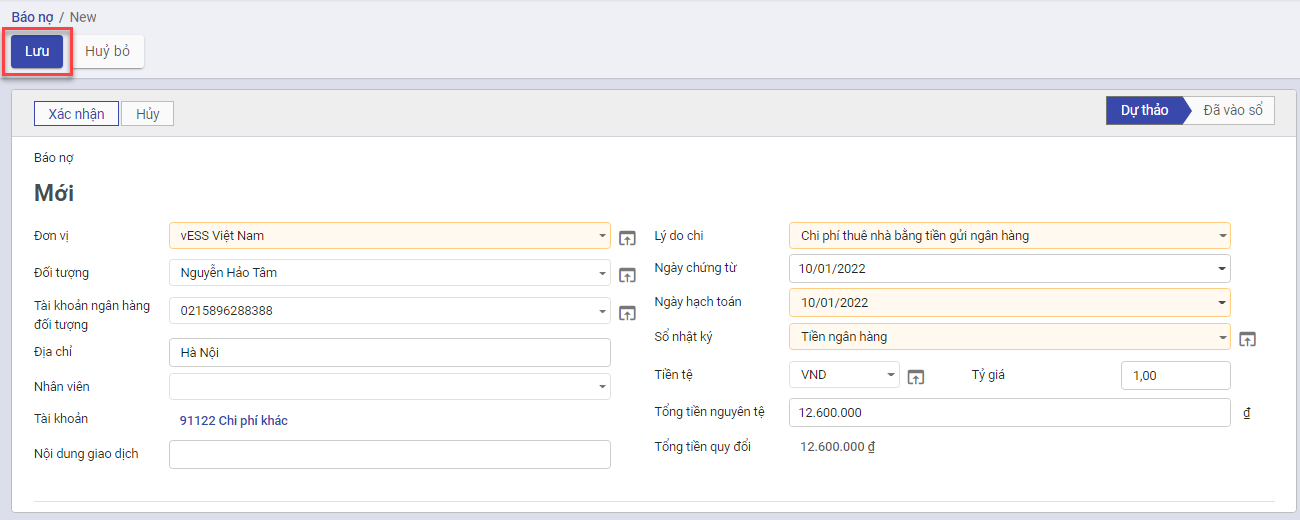 Báo nợ / New
Lưu Huỷ bỏ
Xác nhận Hủy Dự thảo Đã vào sổ
Báo nợ
Mới
Đơn vị vESS Việt Nam Lý do chi Chi phí thuê nhà bằng tiền gửi ngân hàng
Đối tượng Nguyễn Hảo Tâm Ngày chứng từ 10/01/2022
Tài khoản ngân hàng
đối tượng 0215896288388 Ngày hạch toán 10/01/2022
Địa chỉ Hà Nội Sổ nhật ký Tiền ngân hàng
Nhân viên Tiền tệ VND Tỷ giá 1,00
Tài khoản 91122 Chi phí khác Tổng tiền nguyên tệ 12.600.000 ₫
Nội dung giao dịch Tổng tiền quy đổi 12.600.000 ₫